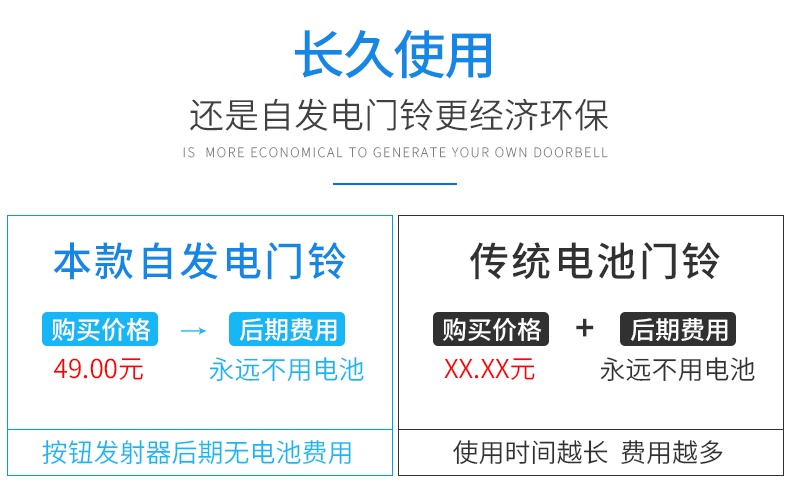 长久使用
还是自发电门铃更经济环保
IS MORE ECONOMICAL TO GENERATE YOUR OWN DOORBELL
本款自发电门铃
购买价格 → 后期费用
49.00元 永远不用电池
按钮发射器后期无电池费用
传统电池门铃
购买价格 + 后期费用
XX.XX元 永远不用电池
使用时间越长 费用越多